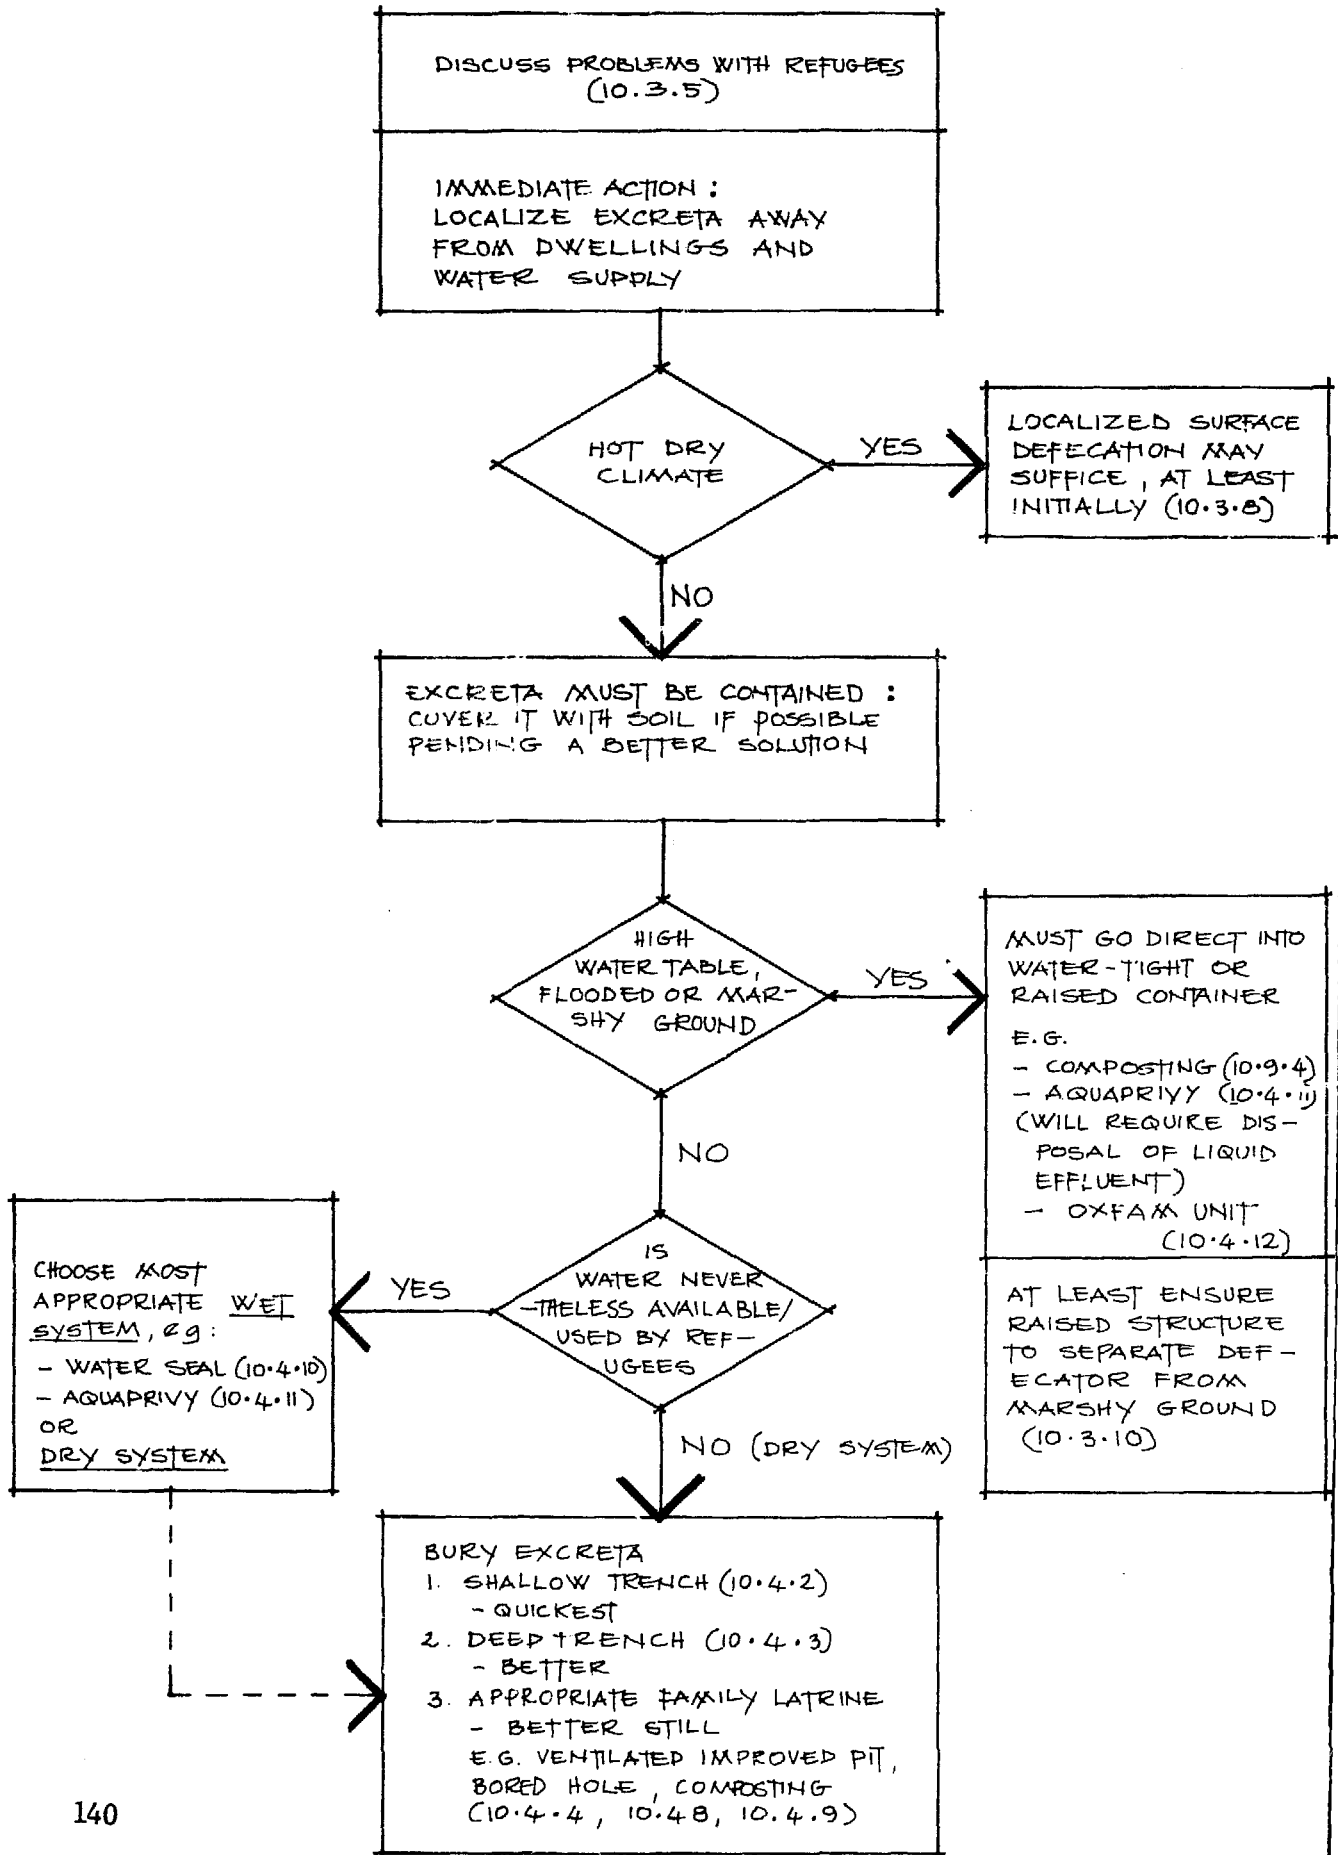 DISCUSS PROBLEMS WITH REFUGEES
(10.3.5)
IMMEDIATE ACTION :
LOCALIZE EXCRETA AWAY
FROM DWELLINGS AND
WATER SUPPLY
HOT DRY
CLIMATE
YES
LOCALIZED SURFACE
DEFECATION MAY
SUFFICE, AT LEAST
INITIALLY (10.3.8)
NO
EXCRETA MUST BE CONTAINED :
CUVER IT WITH SOIL IF POSSIBLE
PENDING A BETTER SOLUTION
HIGH
WATER TABLE,
FLOODED OR MAR-
SHY GROUND
YES
MUST GO DIRECT INTO
WATER-TIGHT OR
RAISED CONTAINER
E.G.
- COMPOSTING (10.9.4)
- AQUAPRIVY (10.4.11)
(WILL REQUIRE DIS-
POSAL OF LIQUID
EFFLUENT)
- OXFAM UNIT
(10.4.12)
AT LEAST ENSURE
RAISED STRUCTURE
TO SEPARATE DEF-
ECATOR FROM
MARSHY GROUND
(10.3.10)
NO
IS
WATER NEVER
-THELESS AVAILABLE/
USED BY REF-
UGEES
YES
CHOOSE MOST
APPROPRIATE WET
SYSTEM, eg:
- WATER SEAL (10.4.10)
- AQUAPRIVY (10.4.11)
OR
DRY SYSTEM
NO (DRY SYSTEM)
BURY EXCRETA
1. SHALLOW TRENCH (10.4.2)
- QUICKEST
2. DEEP TRENCH (10.4.3)
- BETTER
3. APPROPRIATE FAMILY LATRINE
- BETTER STILL
E.G. VENTILATED IMPROVED PIT,
BORED HOLE, COMPOSTING
(10.4.4, 10.48, 10.4.9)
140